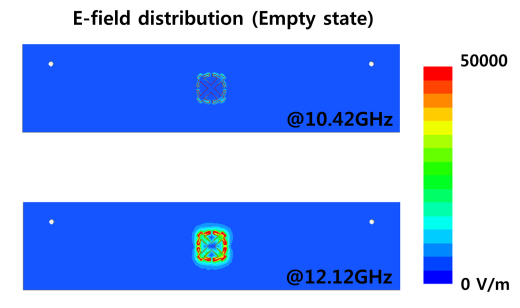 E-field distribution (Empty state)
50000
@10.42GHz
@12.12GHz
0 V/m